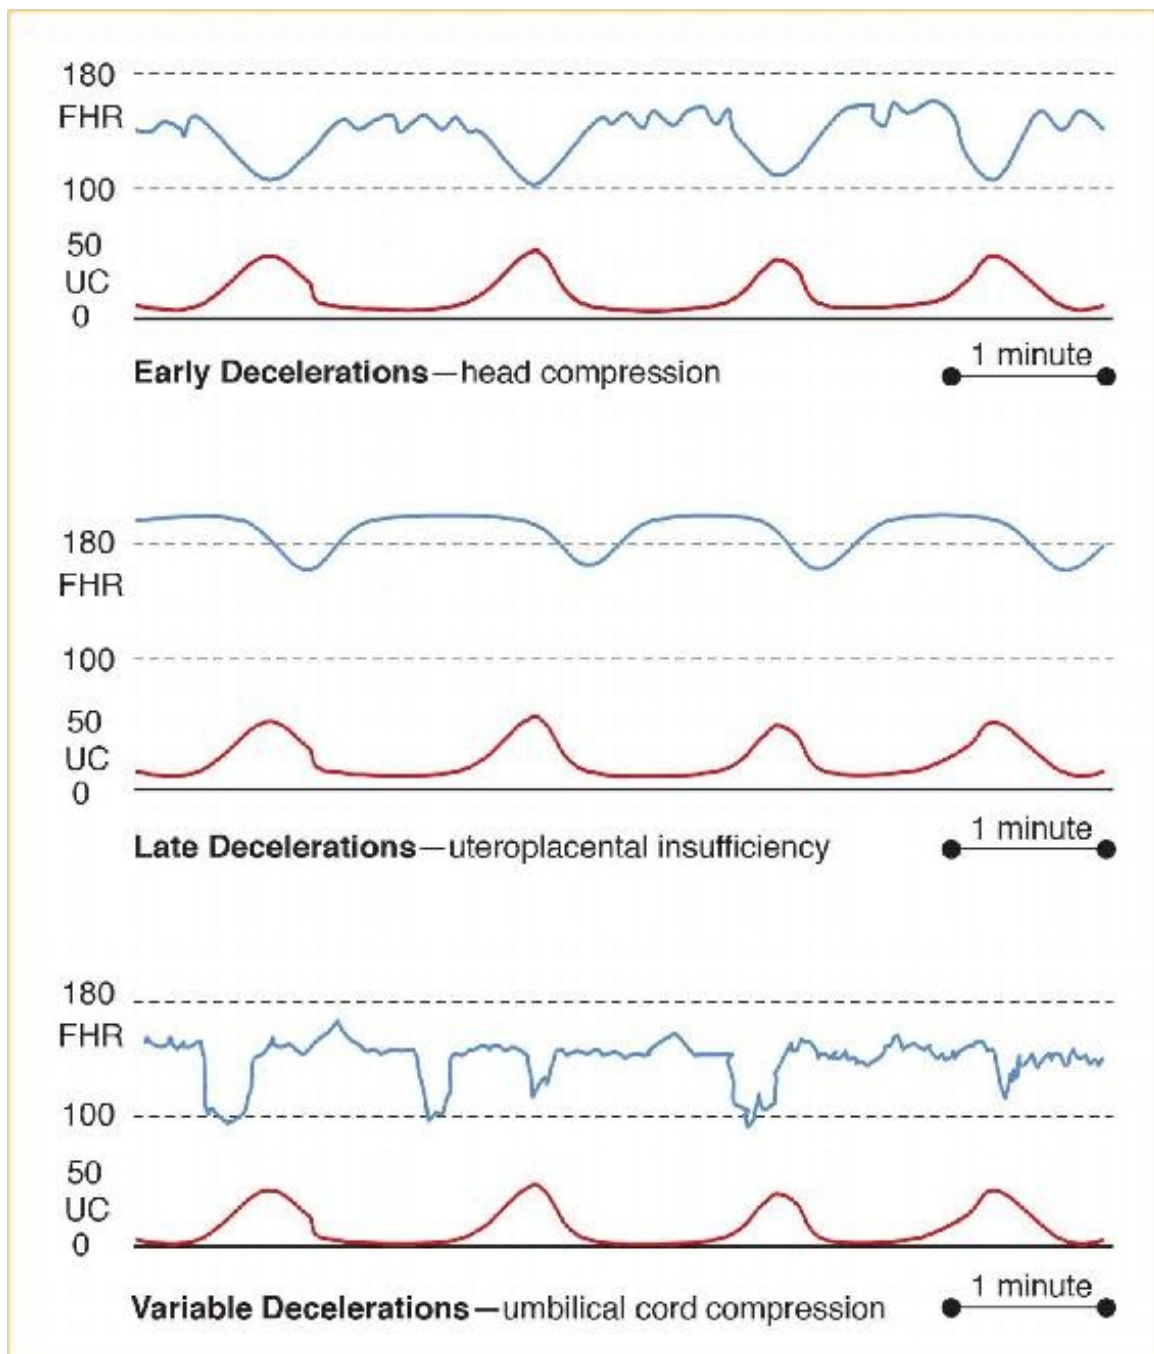 180
FHR
100
50
UC
0
1 minute
Early Decelerations—head compression
180
FHR
100
50
UC
0
1 minute
Late Decelerations—uteroplacental insufficiency
180
FHR
100
50
UC
0
1 minute
Variable Decelerations—umbilical cord compression